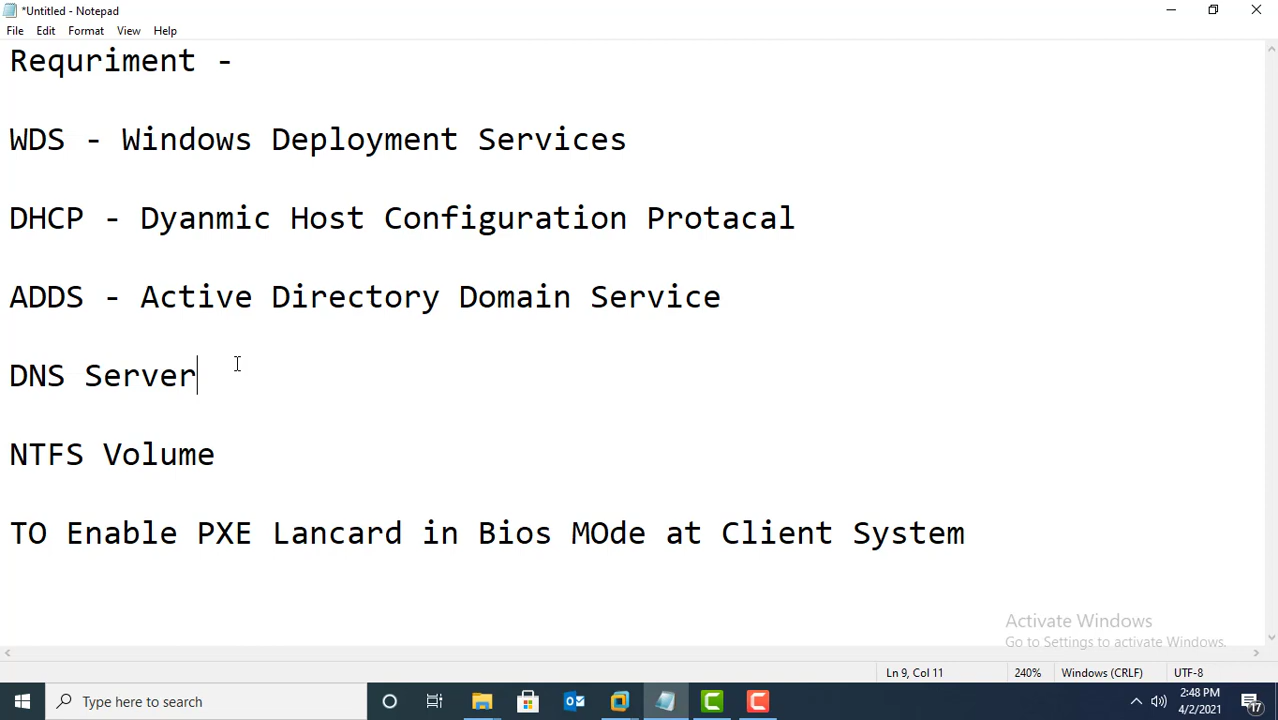 *Untitled - Notepad
File Edit Format View Help
Requriment -
WDS - Windows Deployment Services
DHCP - Dyanmic Host Configuration Protacal
ADDS - Active Directory Domain Service
DNS Server
NTFS Volume
TO Enable PXE Lancard in Bios MOde at Client System
Activate Windows
Go to Settings to activate Windows.
Ln 9, Col 11 240% Windows (CRLF) UTF-8
Type here to search
2:48 PM
4/2/2021
17